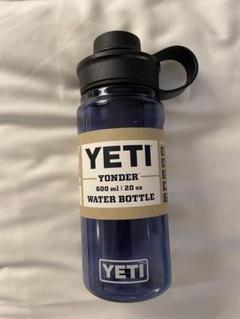 YETI
YONDER
600 ml | 20 oz
WATER BOTTLE
YETI